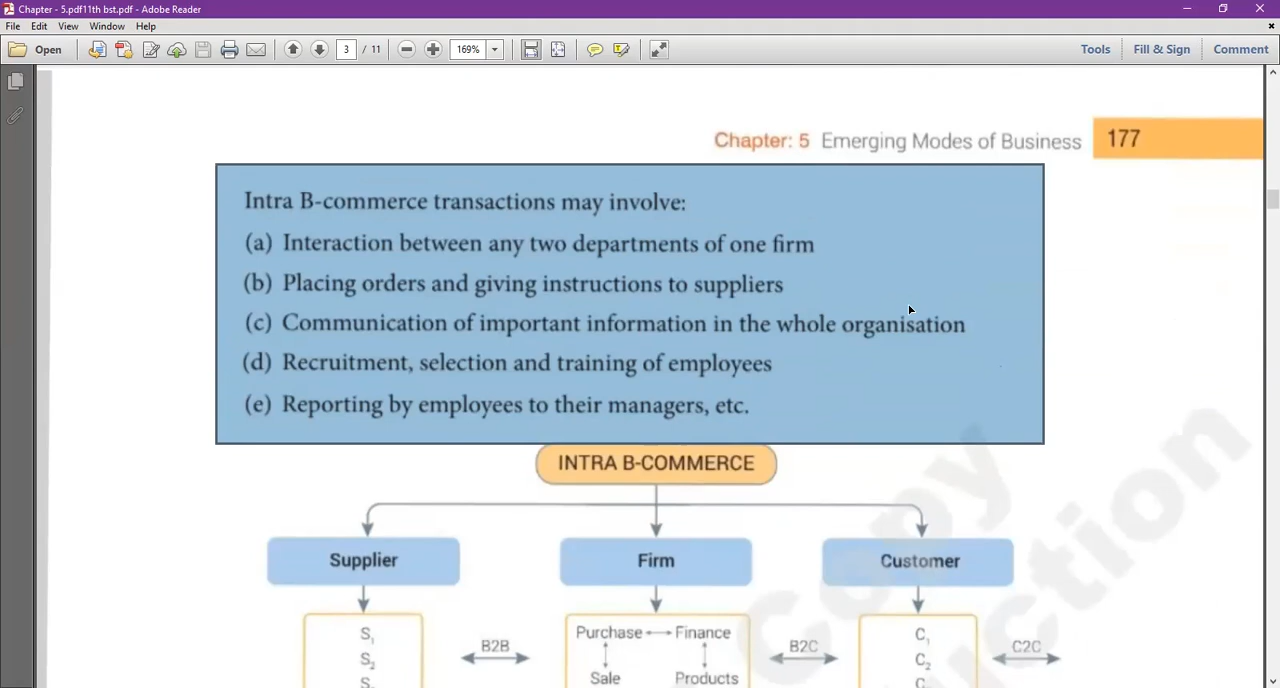 Chapter - 5.pdf11th bst.pdf - Adobe Reader
File Edit View Window Help
Open 3 / 11 169% Tools Fill & Sign Comment
Chapter: 5 Emerging Modes of Business 177
Intra B-commerce transactions may involve:
(a) Interaction between any two departments of one firm
(b) Placing orders and giving instructions to suppliers
(c) Communication of important information in the whole organisation
(d) Recruitment, selection and training of employees
(e) Reporting by employees to their managers, etc.
INTRA B-COMMERCE
Supplier Firm Customer
S1 Purchase Finance C1
B2B B2C C2C
S2 C2
Sale Products